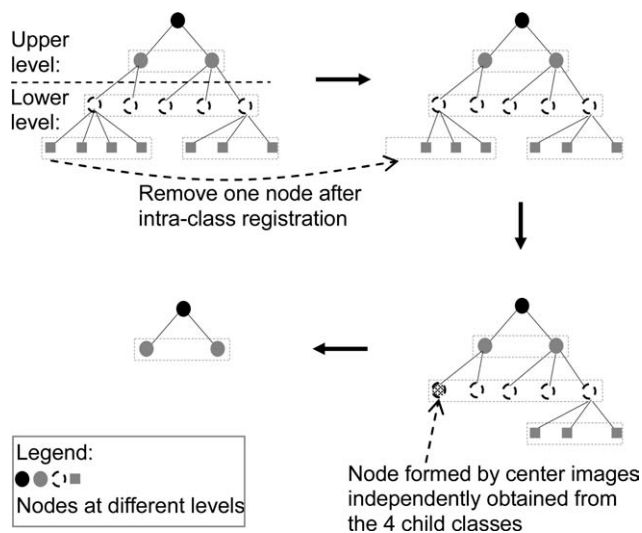 Upper
level:
Lower
level:
Remove one node after
intra-class registration
Legend:
Nodes at different levels
Node formed by center images
independently obtained from
the 4 child classes